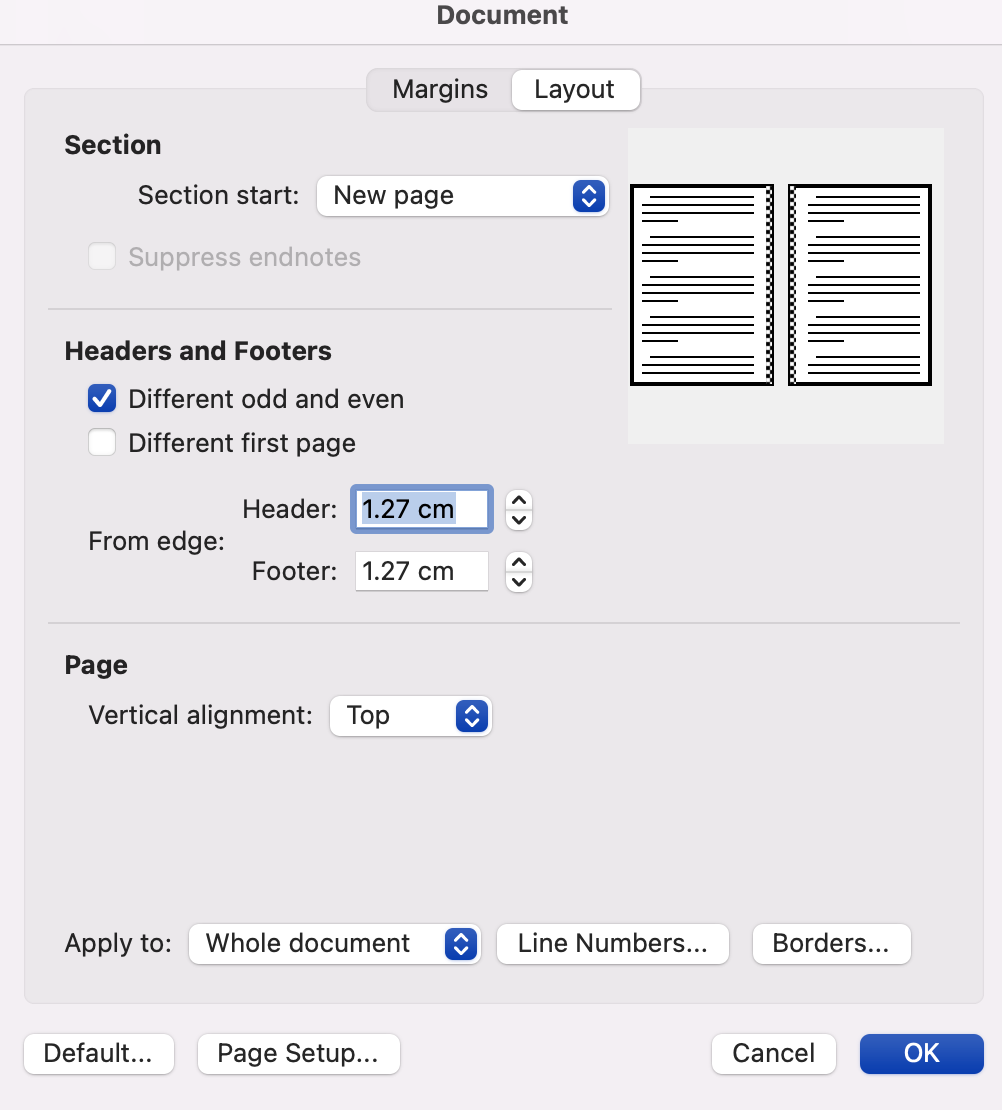 Document
Margins Layout
Section
Section start: New page
Suppress endnotes
Headers and Footers
Different odd and even
Different first page
Header: 1.27 cm
From edge:
Footer: 1.27 cm
Page
Vertical alignment: Top
Apply to: Whole document Line Numbers... Borders...
Default... Page Setup... Cancel OK